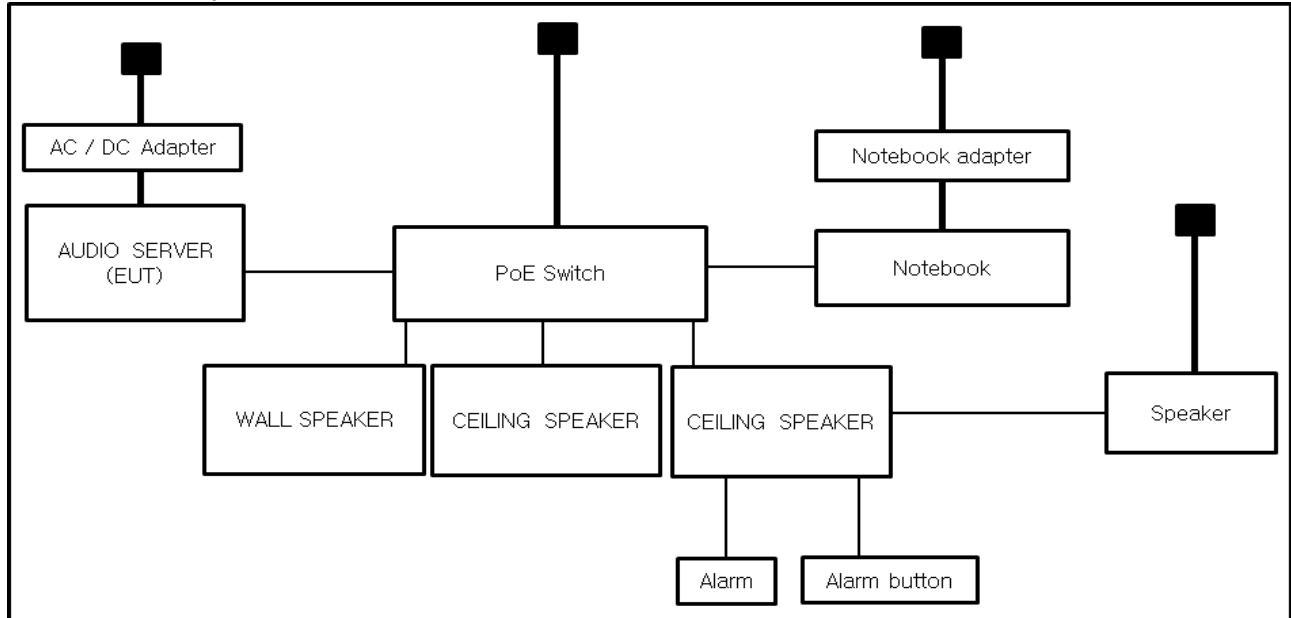 AC / DC Adapter
Notebook adapter
AUDIO SERVER
(EUT)
PoE Switch
Notebook
WALL SPEAKER
CEILING SPEAKER
CEILING SPEAKER
Speaker
Alarm
Alarm button